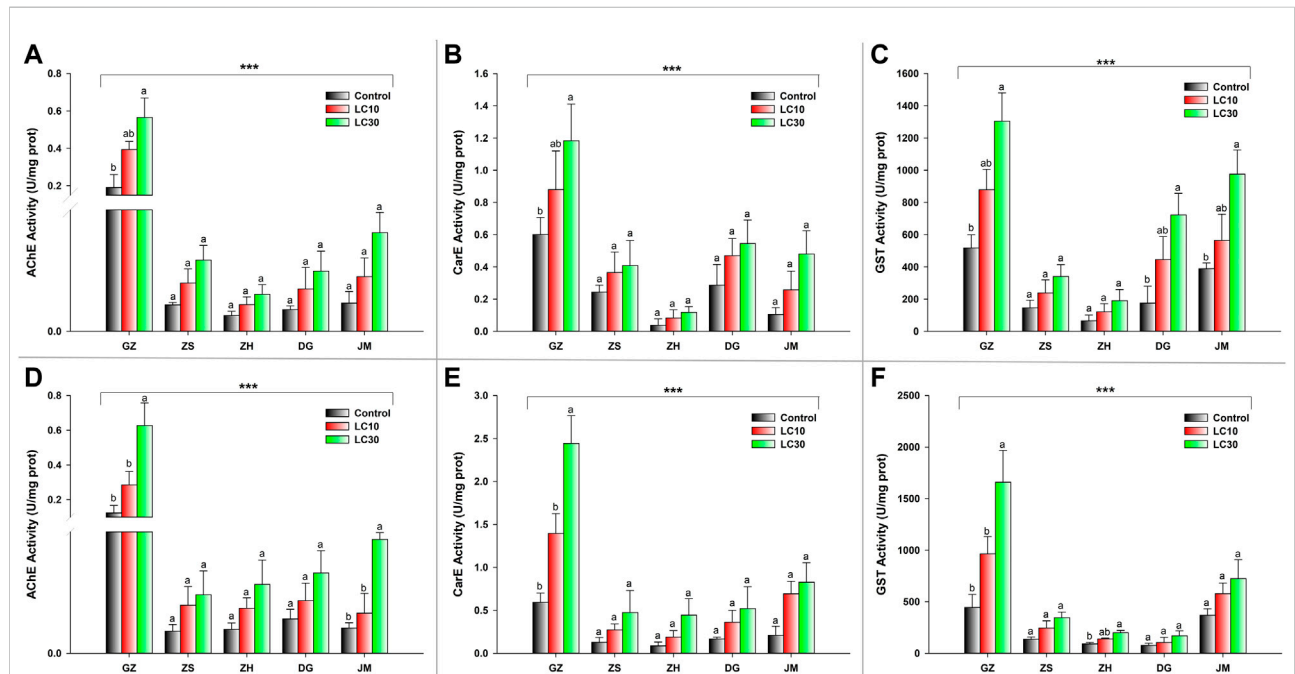 A
AChE Activity (U/mg prot)
0.8
0.6
0.4
0.2
0.0
***
Control
LC10
LC30
b ab a
a a a
a a a
a a a
a a a
GZ ZS ZH DG JM
B
CarE Activity (U/mg prot)
1.6
1.4
1.2
1.0
0.8
0.6
0.4
0.2
0.0
***
Control
LC10
LC30
b ab a
a a a
a a a
a a a
a a a
GZ ZS ZH DG JM
C
GST Activity (U/mg prot)
1600
1400
1200
1000
800
600
400
200
0
***
Control
LC10
LC30
b ab a
a a a
a a a
b ab a
b ab a
GZ ZS ZH DG JM
D
AChE Activity (U/mg prot)
0.8
0.6
0.4
0.2
0.0
***
Control
LC10
LC30
b b a
a a a
a a a
a a a
b b a
GZ ZS ZH DG JM
E
CarE Activity (U/mg prot)
3.0
2.5
2.0
1.5
1.0
0.5
0.0
***
Control
LC10
LC30
b b a
a a a
a a a
a a a
a a a
GZ ZS ZH DG JM
F
GST Activity (U/mg prot)
2500
2000
1500
1000
500
0
***
Control
LC10
LC30
b b a
a a a
b ab a
a a a
a a a
GZ ZS ZH DG JM